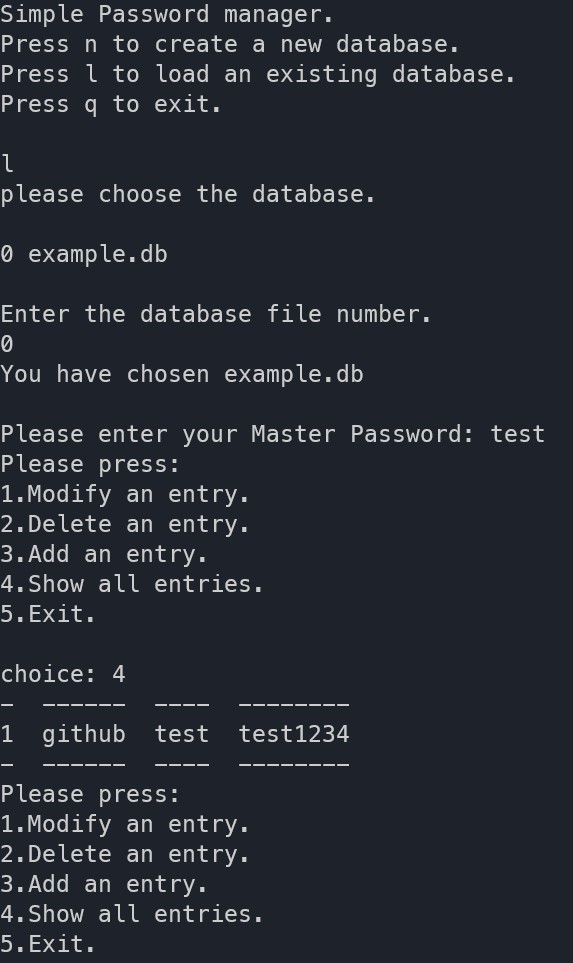 Simple Password manager.
Press n to create a new database.
Press l to load an existing database.
Press q to exit.
l
please choose the database.
0 example.db
Enter the database file number.
0
You have chosen example.db
Please enter your Master Password: test
Please press:
1.Modify an entry.
2.Delete an entry.
3.Add an entry.
4.Show all entries.
5.Exit.
choice: 4
-  ------  ----  --------
1  github  test  test1234
-  ------  ----  --------
Please press:
1.Modify an entry.
2.Delete an entry.
3.Add an entry.
4.Show all entries.
5.Exit.